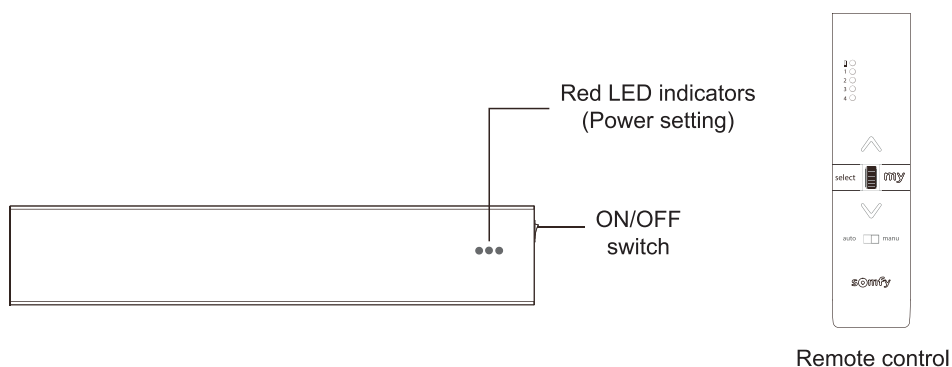 Red LED indicators
(Power setting)
ON/OFF
switch
1
2
3
4
select my
auto manu
somfy
Remote control